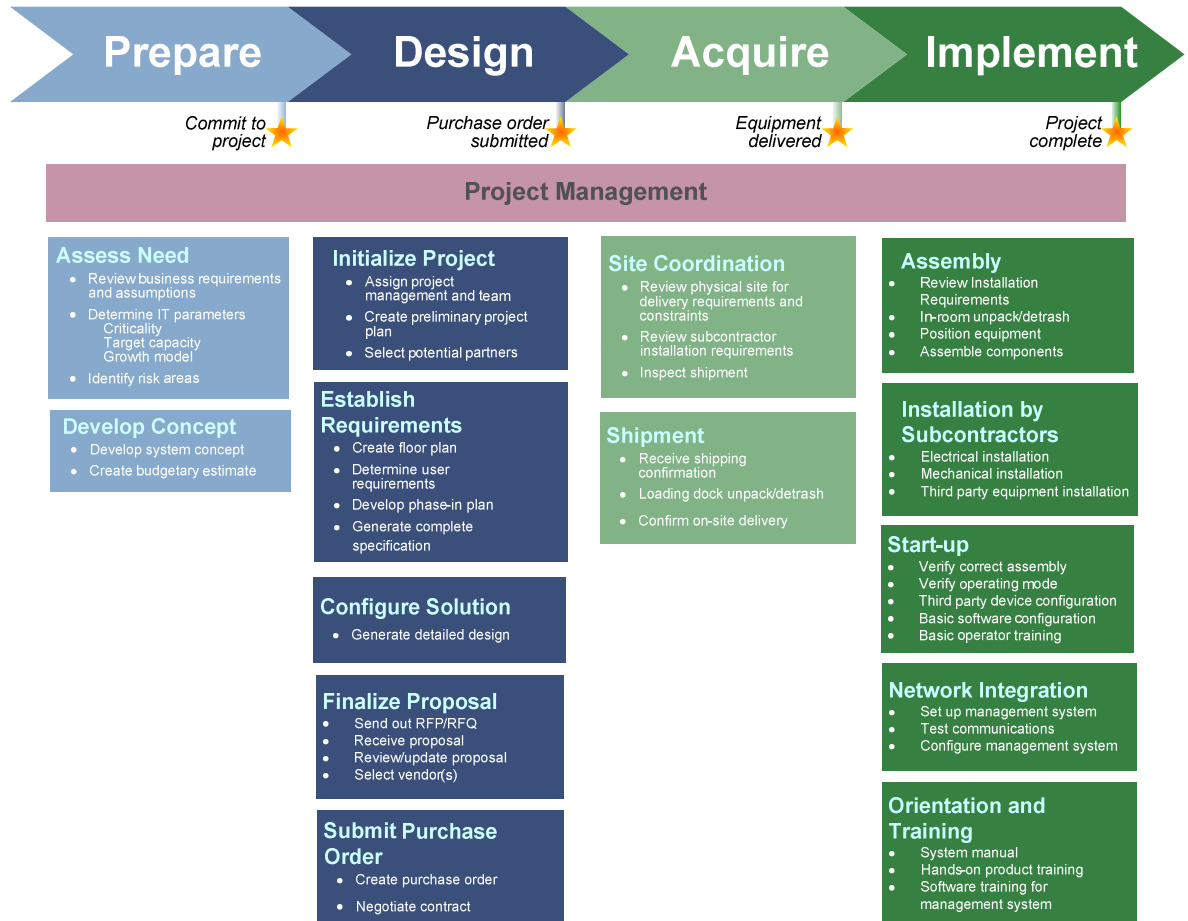 Prepare
Design
Acquire
Implement
Commit to
project
Purchase order
submitted
Equipment
delivered
Project
complete
Project Management
Assess Need
• Review business requirements
and assumptions
• Determine IT parameters
Criticality
Target capacity
Growth model
• Identify risk areas
Develop Concept
• Develop system concept
• Create budgetary estimate
Initialize Project
• Assign project
management and team
• Create preliminary project
plan
• Select potential partners
Establish
Requirements
• Create floor plan
• Determine user
requirements
• Develop phase-in plan
• Generate complete
specification
Configure Solution
• Generate detailed design
Finalize Proposal
• Send out RFP/RFQ
• Receive proposal
• Review/update proposal
• Select vendor(s)
Submit Purchase
Order
• Create purchase order
• Negotiate contract
Site Coordination
• Review physical site for
delivery requirements and
constraints
• Review subcontractor
installation requirements
• Inspect shipment
Shipment
• Receive shipping
confirmation
• Loading dock unpack/detrash
• Confirm on-site delivery
Assembly
• Review Installation
Requirements
• In-room unpack/detrash
• Position equipment
• Assemble components
Installation by
Subcontractors
• Electrical installation
• Mechanical installation
• Third party equipment installation
Start-up
• Verify correct assembly
• Verify operating mode
• Third party device configuration
• Basic software configuration
• Basic operator training
Network Integration
• Set up management system
• Test communications
• Configure management system
Orientation and
Training
• System manual
• Hands-on product training
• Software training for
management system